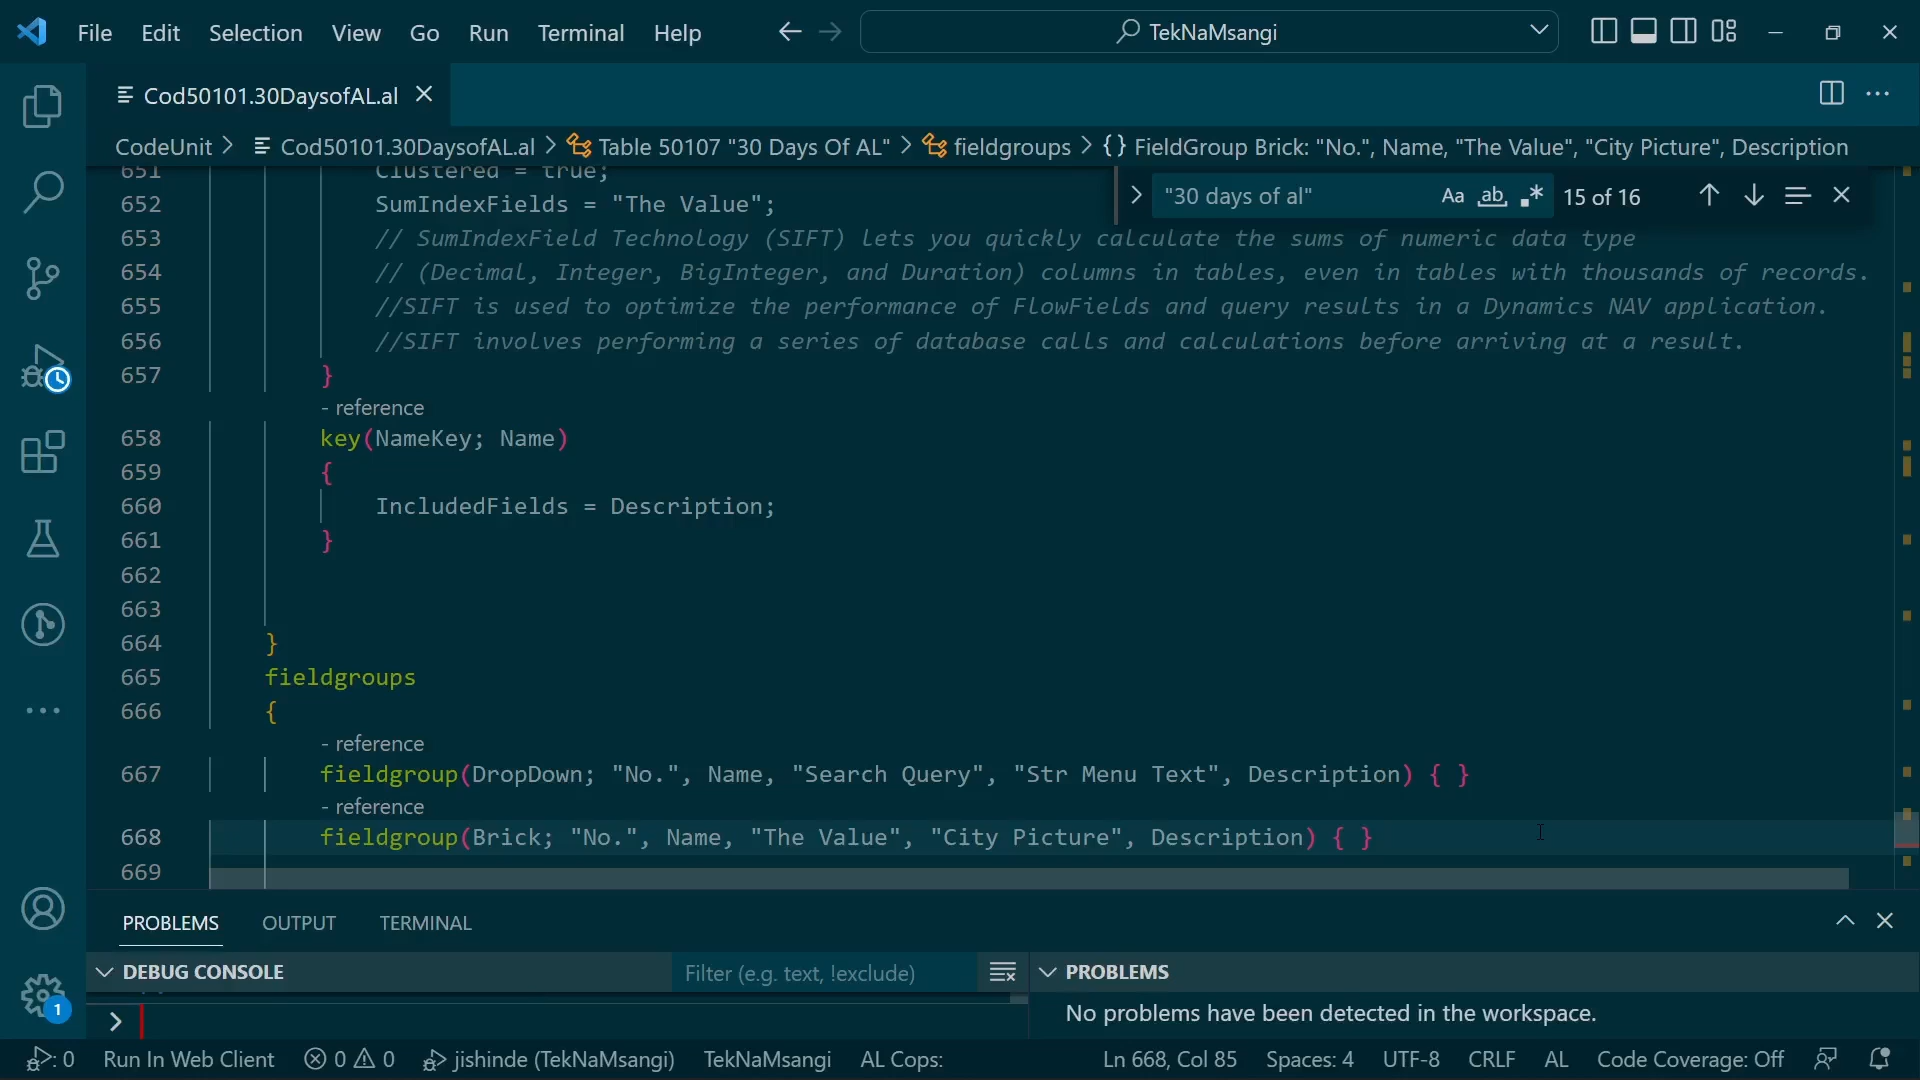 File Edit Selection View Go Run Terminal Help TekNaMsangi
Cod50101.30DaysofAL.al
CodeUnit > Cod50101.30DaysofAL.al > Table 50107 "30 Days Of AL" > fieldgroups > {} FieldGroup Brick: "No.", Name, "The Value", "City Picture", Description
"30 days of al" Aa ab 15 of 16
651 Clustered = true;
652 SumIndexFields = "The Value";
653 // SumIndexField Technology (SIFT) lets you quickly calculate the sums of numeric data type
654 // (Decimal, Integer, BigInteger, and Duration) columns in tables, even in tables with thousands of records.
655 //SIFT is used to optimize the performance of FlowFields and query results in a Dynamics NAV application.
656 //SIFT involves performing a series of database calls and calculations before arriving at a result.
657 }
- reference
658 key(NameKey; Name)
659 {
660 IncludedFields = Description;
661 }
662
663
664 }
665 fieldgroups
666 {
- reference
667 fieldgroup(DropDown; "No.", Name, "Search Query", "Str Menu Text", Description) { }
- reference
668 fieldgroup(Brick; "No.", Name, "The Value", "City Picture", Description) { }
669
PROBLEMS OUTPUT TERMINAL
DEBUG CONSOLE Filter (e.g. text, !exclude) PROBLEMS
No problems have been detected in the workspace.
1
: 0 Run In Web Client 0 0 jishinde (TekNaMsangi) TekNaMsangi AL Cops: Ln 668, Col 85 Spaces: 4 UTF-8 CRLF AL Code Coverage: Off